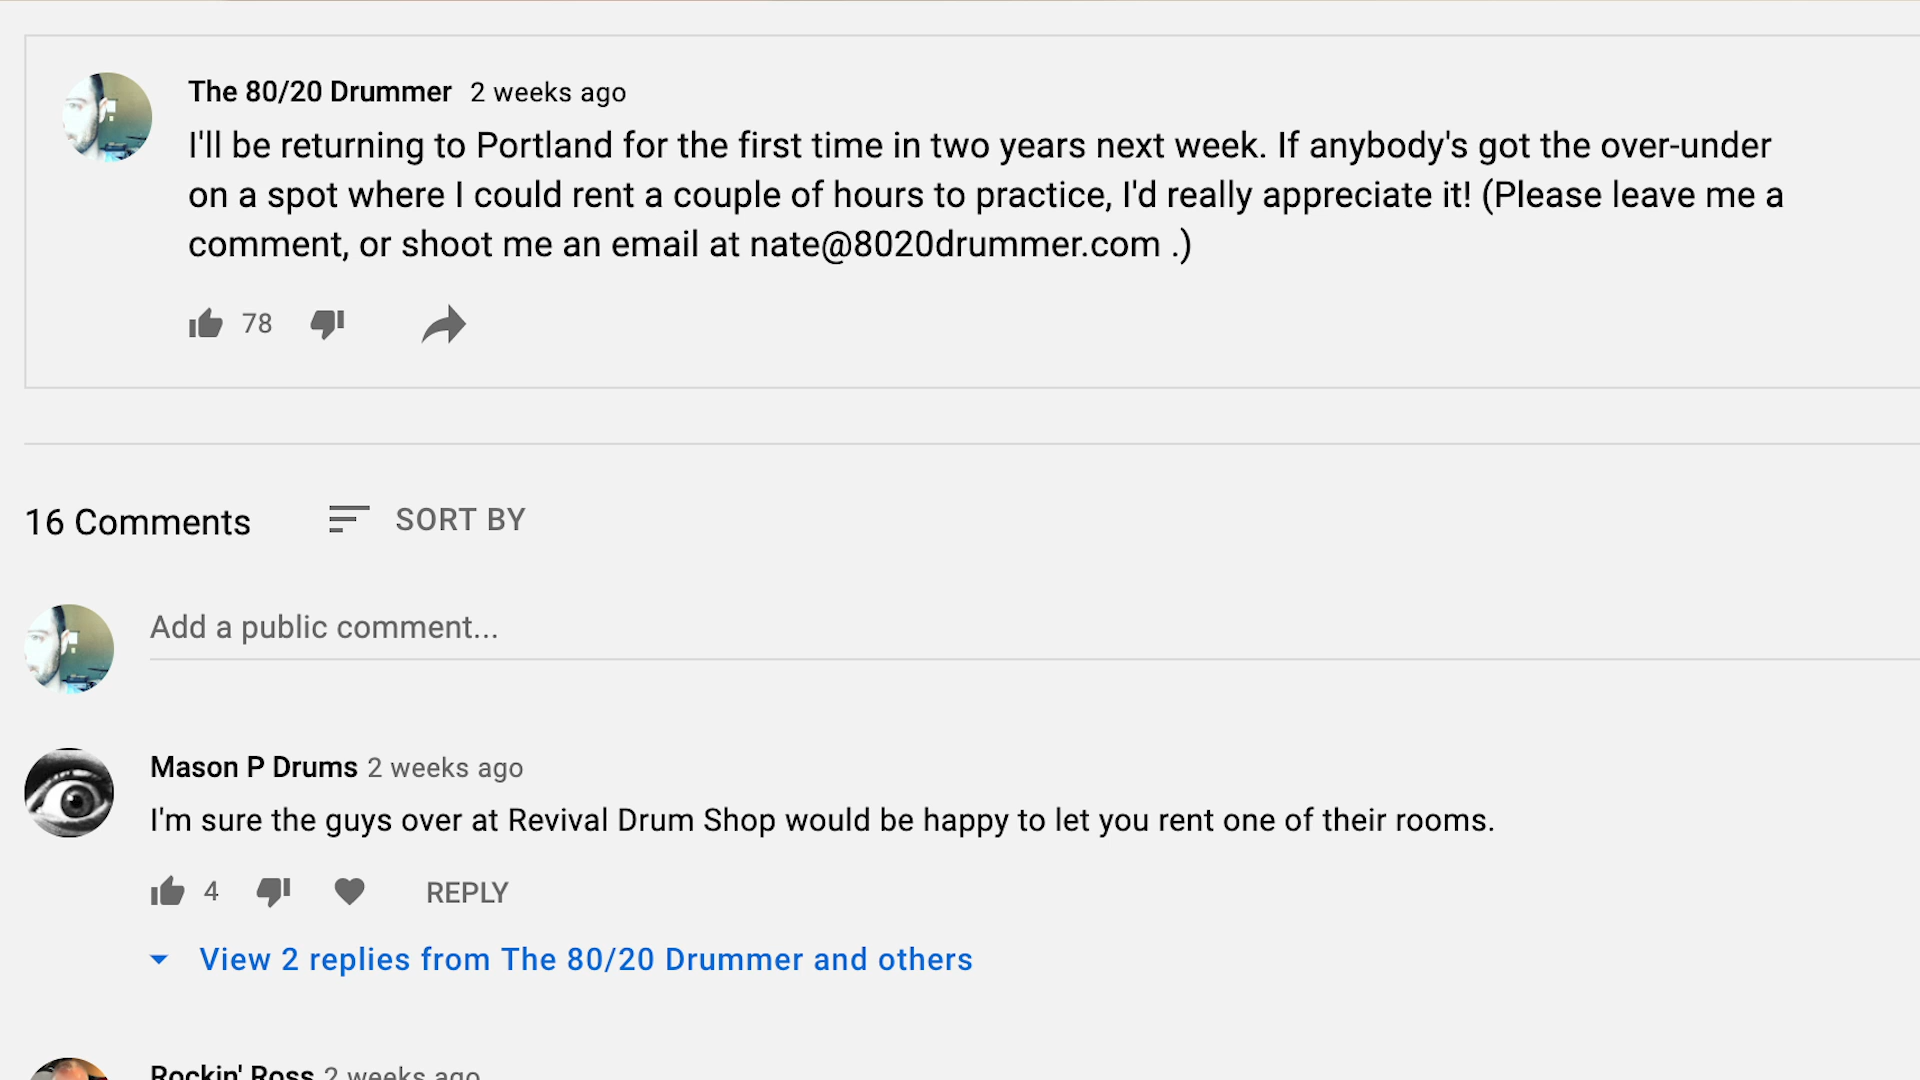 The 80/20 Drummer 2 weeks ago
I'll be returning to Portland for the first time in two years next week. If anybody's got the over-under
on a spot where I could rent a couple of hours to practice, I'd really appreciate it! (Please leave me a
comment, or shoot me an email at nate@8020drummer.com .)
78
16 Comments SORT BY
Add a public comment...
Mason P Drums 2 weeks ago
I'm sure the guys over at Revival Drum Shop would be happy to let you rent one of their rooms.
4 REPLY
View 2 replies from The 80/20 Drummer and others
Rockin' Ross 2 weeks ago